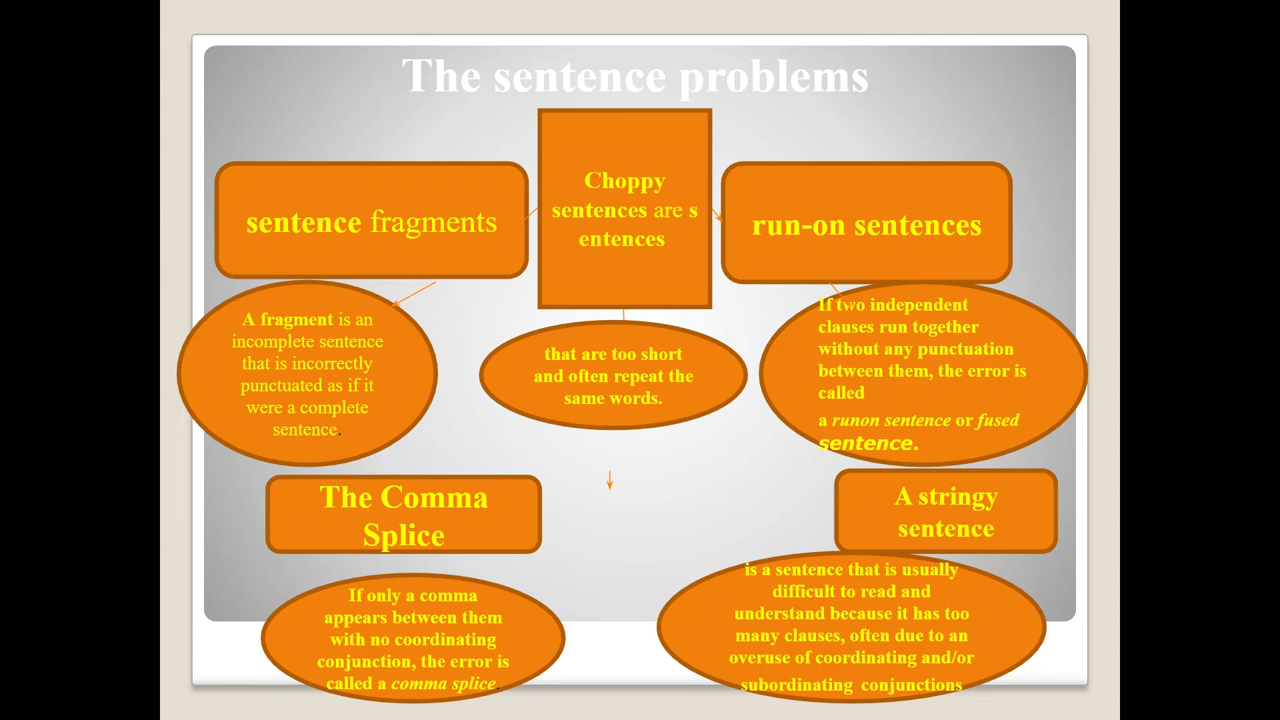 The sentence problems
sentence fragments
Choppy
sentences are s
entences
run-on sentences
A fragment is an
incomplete sentence
that is incorrectly
punctuated as if it
were a complete
sentence.
that are too short
and often repeat the
same words.
If two independent
clauses run together
without any punctuation
between them, the error is
called
a runon sentence or fused
sentence.
The Comma
Splice
If only a comma
appears between them
with no coordinating
conjunction, the error is
called a comma splice.
A stringy
sentence
is a sentence that is usually
difficult to read and
understand because it has too
many clauses, often due to an
overuse of coordinating and/or
subordinating conjunctions